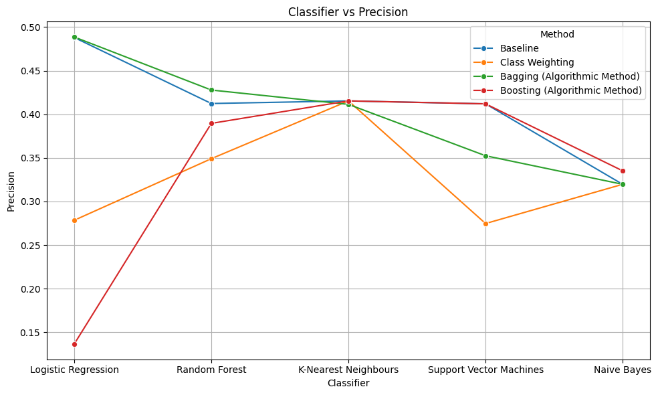 Classifier vs Precision
Method
Baseline
Class Weighting
Bagging (Algorithmic Method)
Boosting (Algorithmic Method)
0.50
0.45
0.40
0.35
0.30
0.25
0.20
0.15
Precision
Logistic Regression
Random Forest
K-Nearest Neighbours
Support Vector Machines
Naive Bayes
Classifier